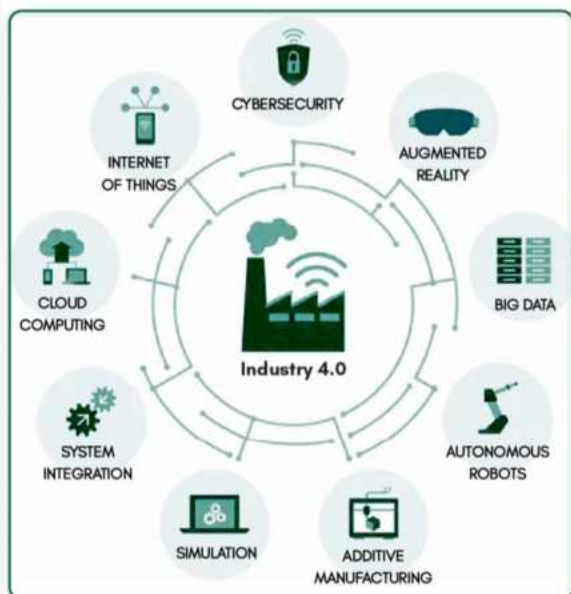 CYBERSECURITY
AUGMENTED
REALITY
BIG DATA
AUTONOMOUS
ROBOTS
ADDITIVE
MANUFACTURING
SIMULATION
SYSTEM
INTEGRATION
CLOUD
COMPUTING
INTERNET
OF THINGS
Industry 4.0